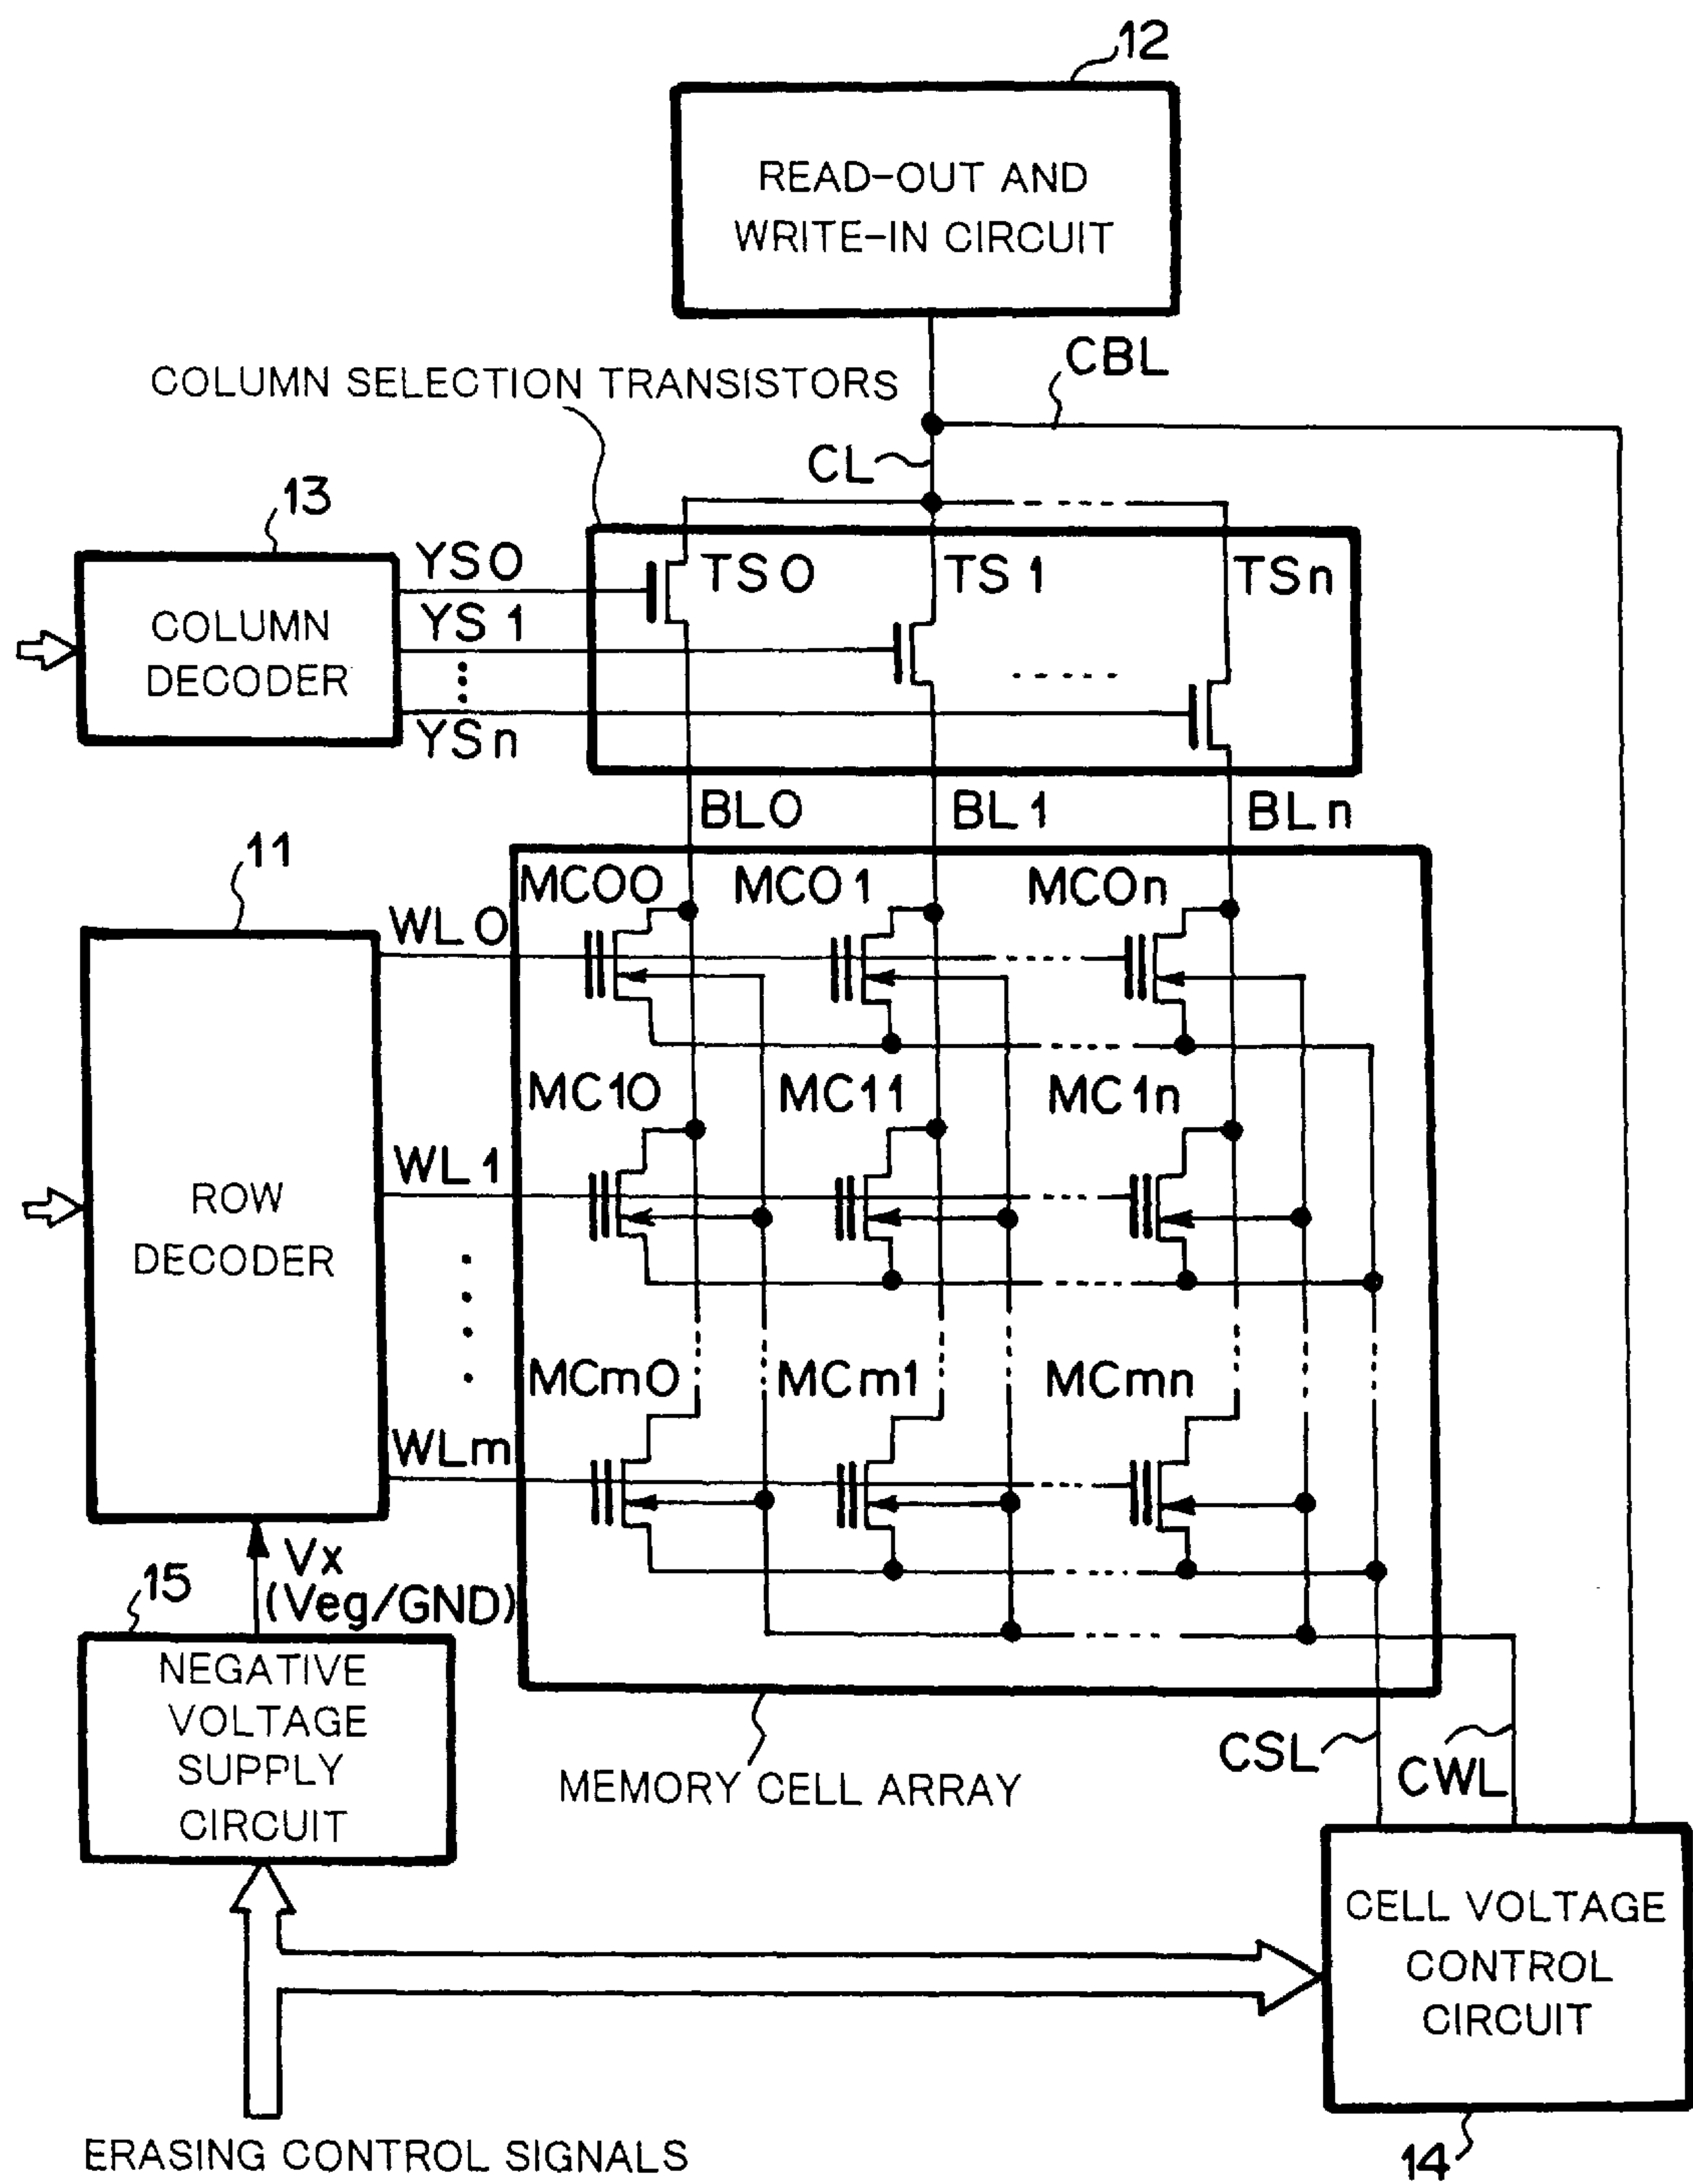 12
READ-OUT AND
WRITE-IN CIRCUIT
CBL
COLUMN SELECTION TRANSISTORS
CL
13
COLUMN
DECODER
YS0
YS1
YSn
TS0
TS1
TSn
BL0
BL1
BLn
11
ROW
DECODER
WL0
WL1
WLm
MC00
MC01
MC0n
MC10
MC11
MC1n
MCm0
MCm1
MCmn
Vx
(Veg/GND)
15
NEGATIVE
VOLTAGE
SUPPLY
CIRCUIT
MEMORY CELL ARRAY
CSL
CWL
CELL VOLTAGE
CONTROL
CIRCUIT
14
ERASING CONTROL SIGNALS